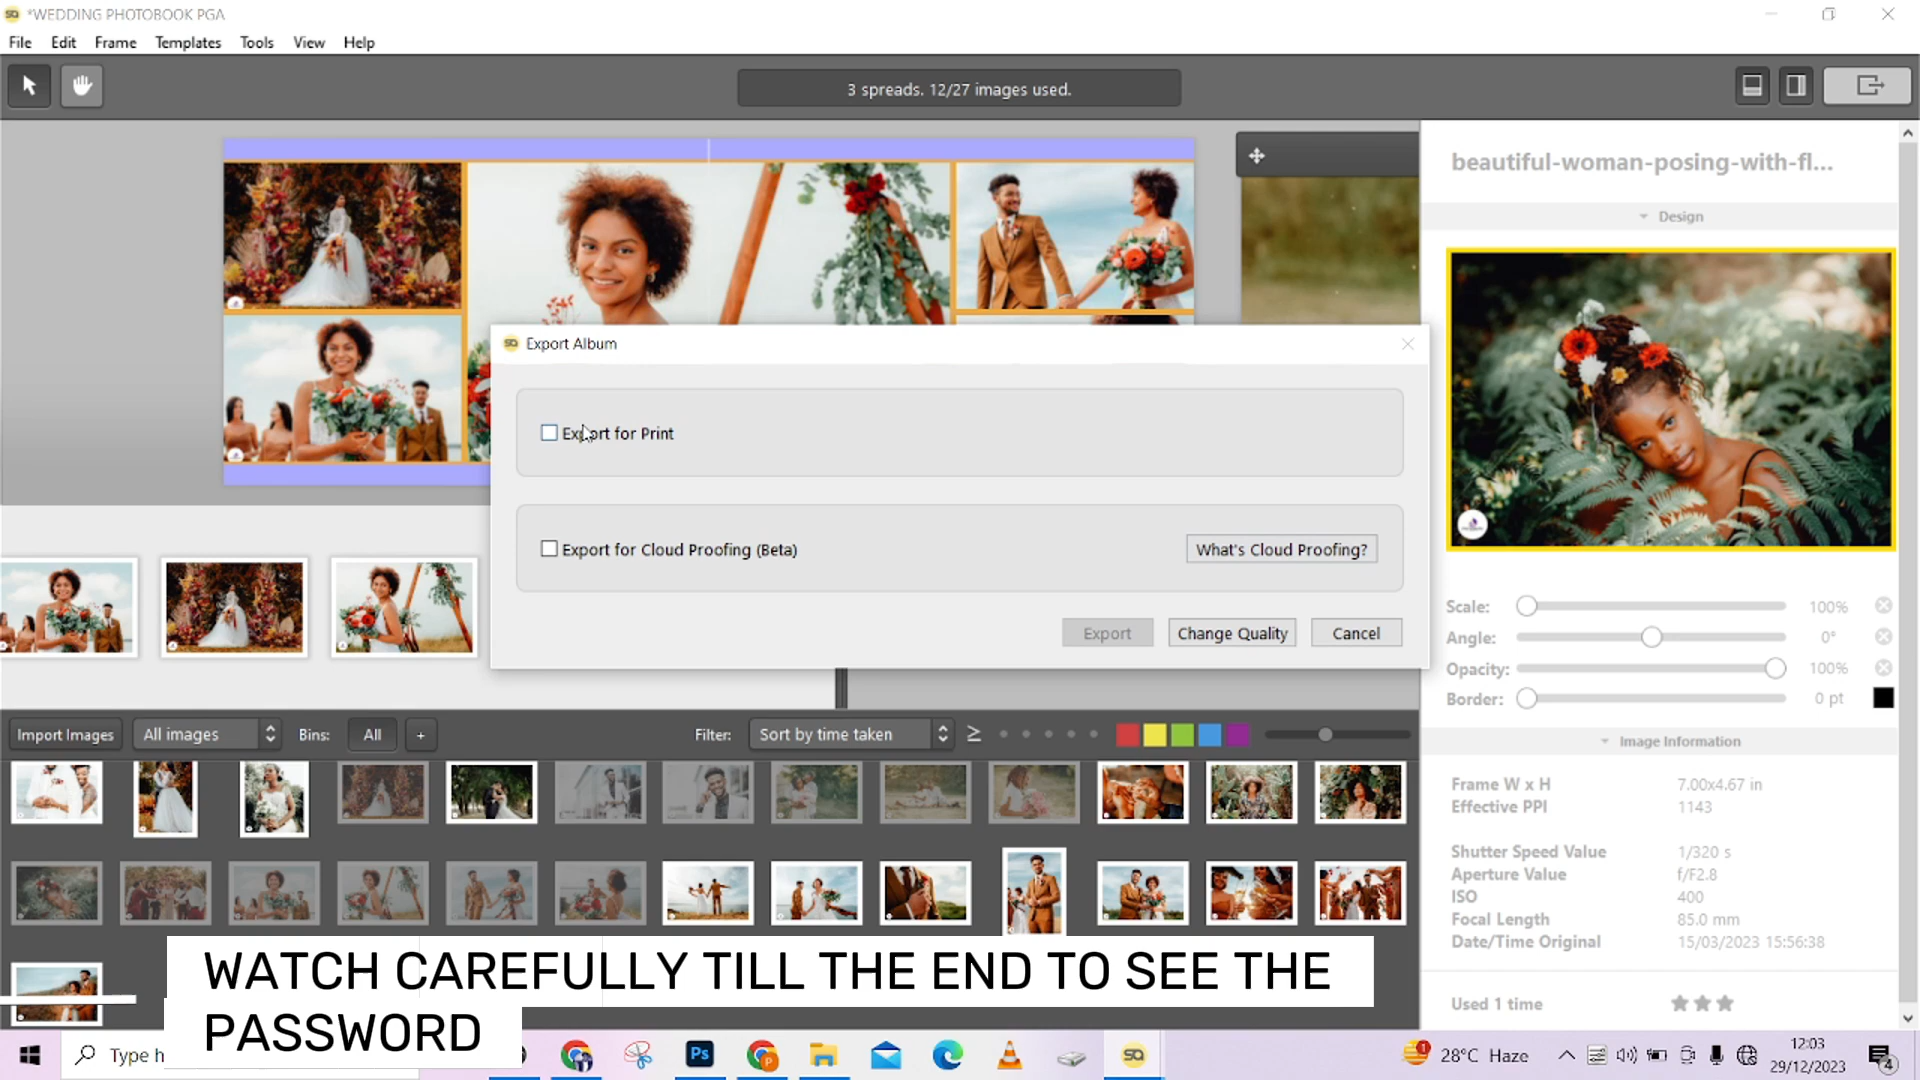 *WEDDING PHOTOBOOK PGA
File Edit Frame Templates Tools View Help
3 spreads. 12/27 images used.
beautiful-woman-posing-with-fl...
Design
Export Album
Export for Print
Export for Cloud Proofing (Beta)
What's Cloud Proofing?
Export Change Quality Cancel
Scale: 100%
Angle: 0°
Opacity: 100%
Border: 0 pt
Import Images All images Bins: All + Filter: Sort by time taken ≥
Image Information
Frame W x H 7.00x4.67 in
Effective PPI 1143
Shutter Speed Value 1/320 s
Aperture Value f/F2.8
ISO 400
Focal Length 85.0 mm
Date/Time Original 15/03/2023 15:56:38
Used 1 time
WATCH CAREFULLY TILL THE END TO SEE THE
PASSWORD
Type h
Ps
SQ
28°C Haze
12:03
29/12/2023
4